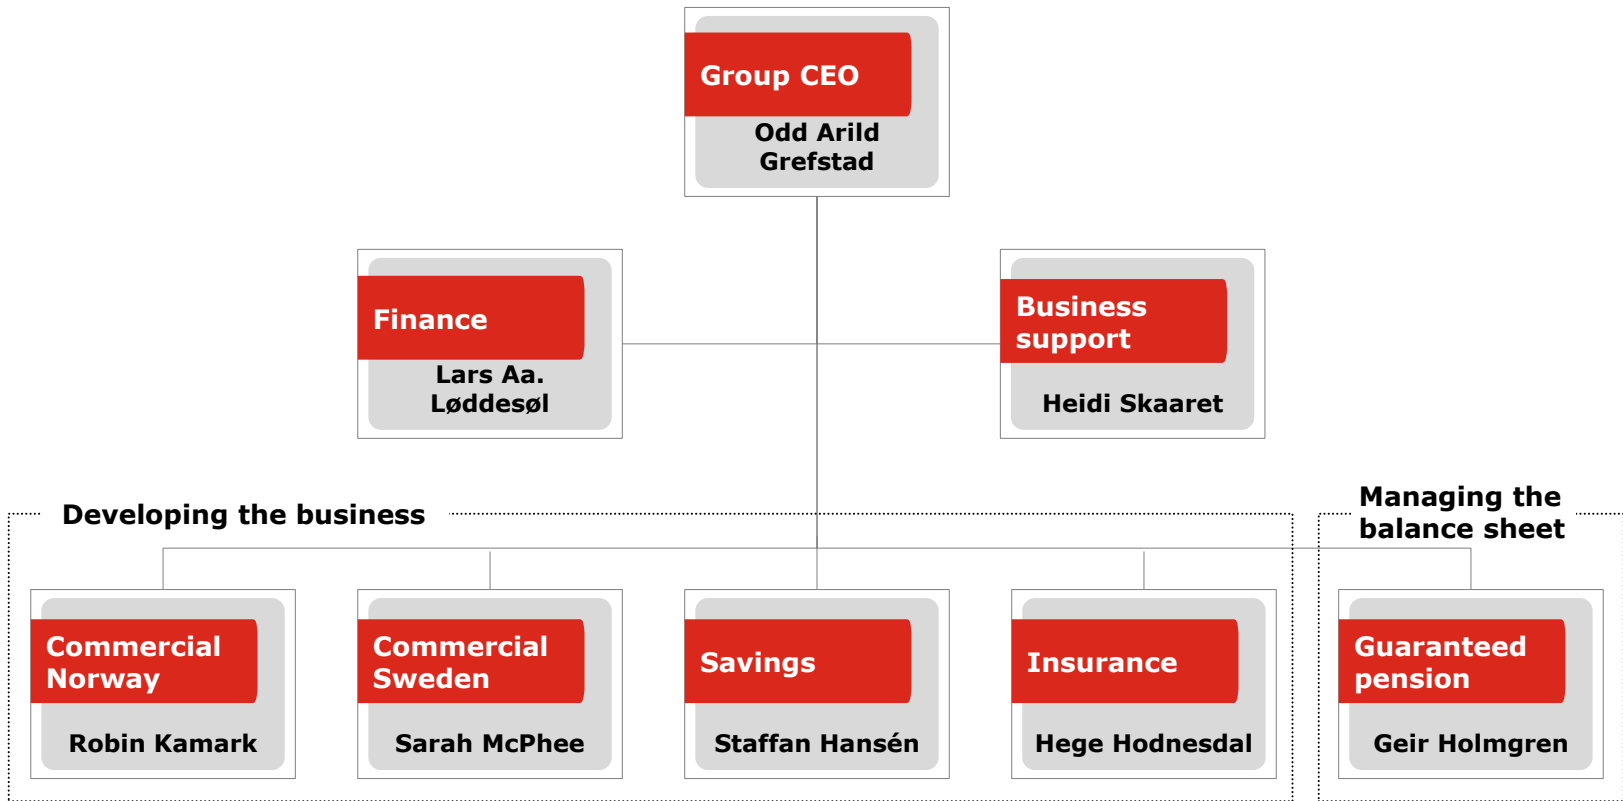 Group CEO
Odd Arild
Grefstad
Finance
Lars Aa.
Løddesøl
Business
support
Heidi Skaaret
Developing the business
Managing the
balance sheet
Commercial
Norway
Robin Kamark
Commercial
Sweden
Sarah McPhee
Savings
Staffan Hansén
Insurance
Hege Hodnesdal
Guaranteed
pension
Geir Holmgren